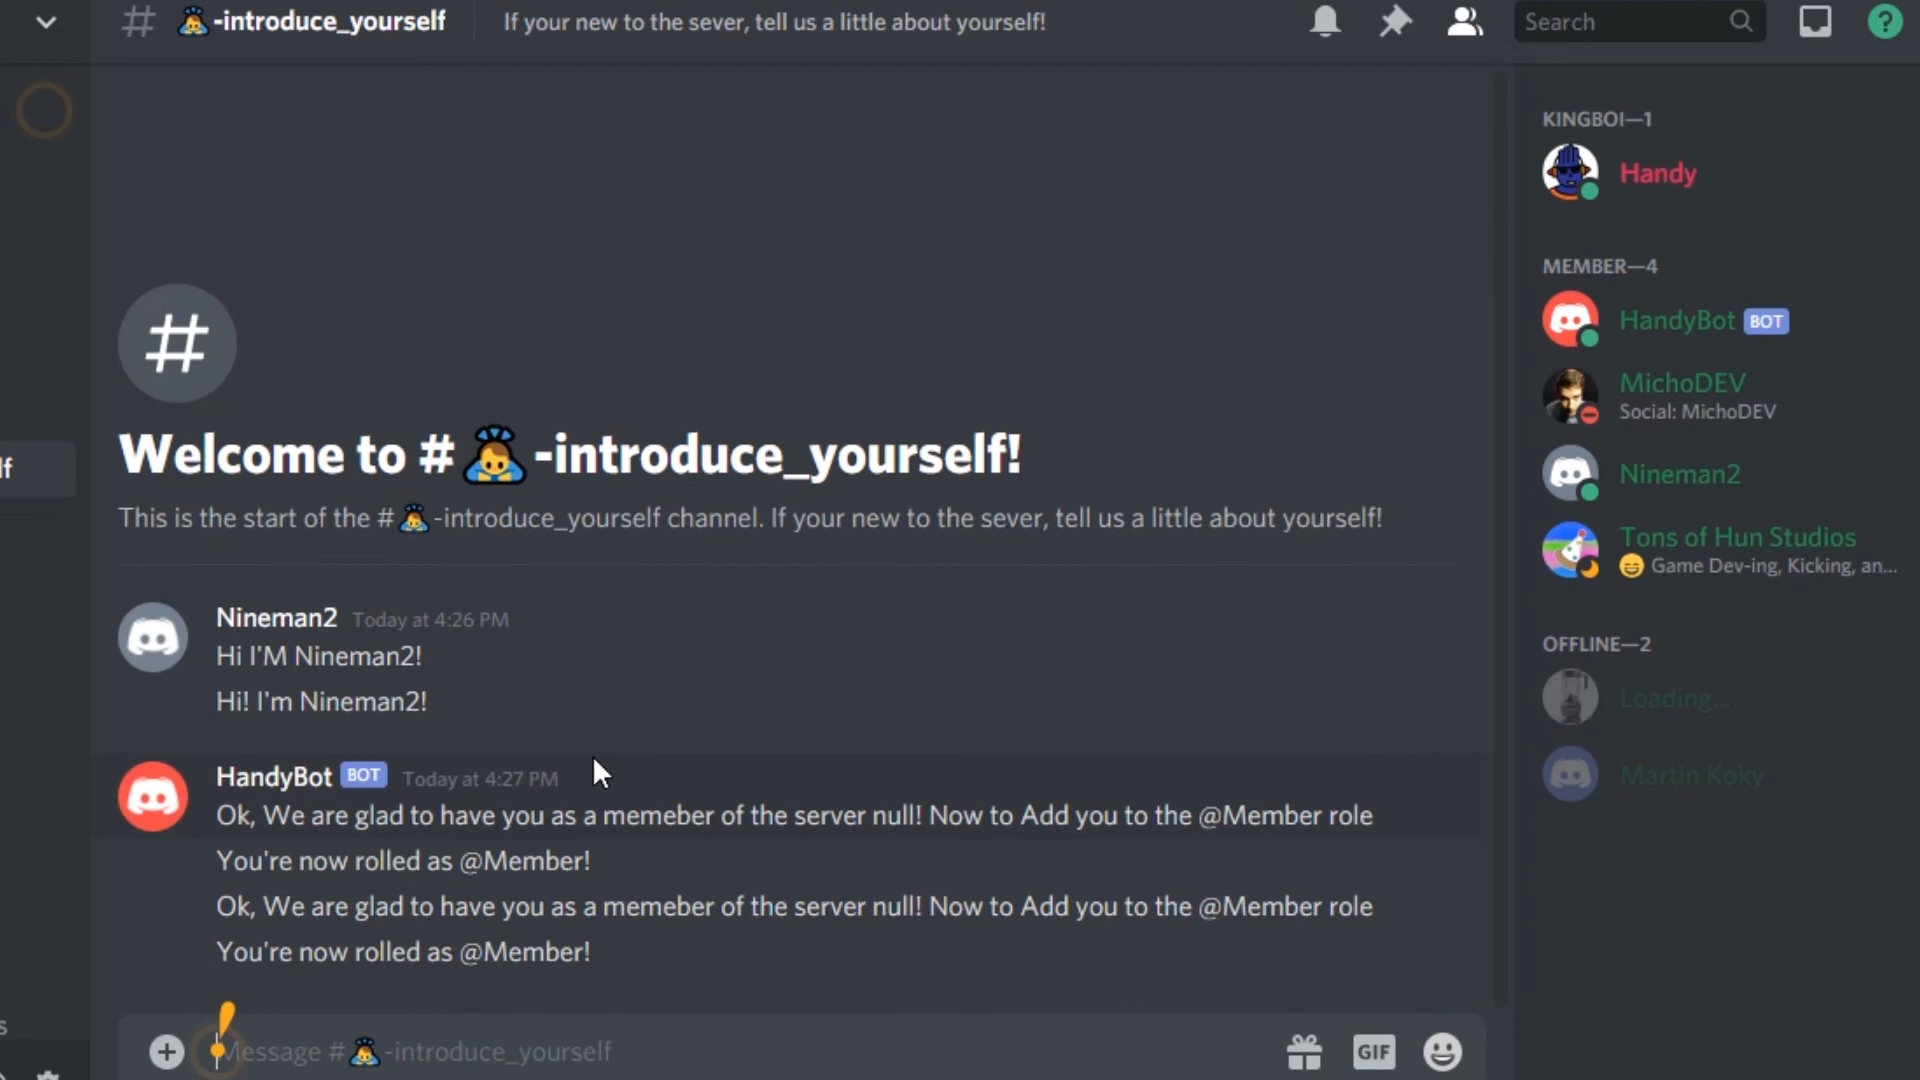 -introduce_yourself
If your new to the sever, tell us a little about yourself!
Search
?
lf
Welcome to # -introduce_yourself!
This is the start of the # -introduce_yourself channel. If your new to the sever, tell us a little about yourself!
Nineman2 Today at 4:26 PM
Hi I'M Nineman2!
Hi! I'm Nineman2!
HandyBot BOT Today at 4:27 PM
Ok, We are glad to have you as a memeber of the server null! Now to Add you to the @Member role
You're now rolled as @Member!
Ok, We are glad to have you as a memeber of the server null! Now to Add you to the @Member role
You're now rolled as @Member!
s
Message # -introduce_yourself
GIF
KINGBOI—1
Handy
MEMBER—4
HandyBot BOT
MichoDEV
Social: MichoDEV
Nineman2
Tons of Hun Studios
Game Dev-ing, Kicking, an...
OFFLINE—2
Loading...
Martin Koky